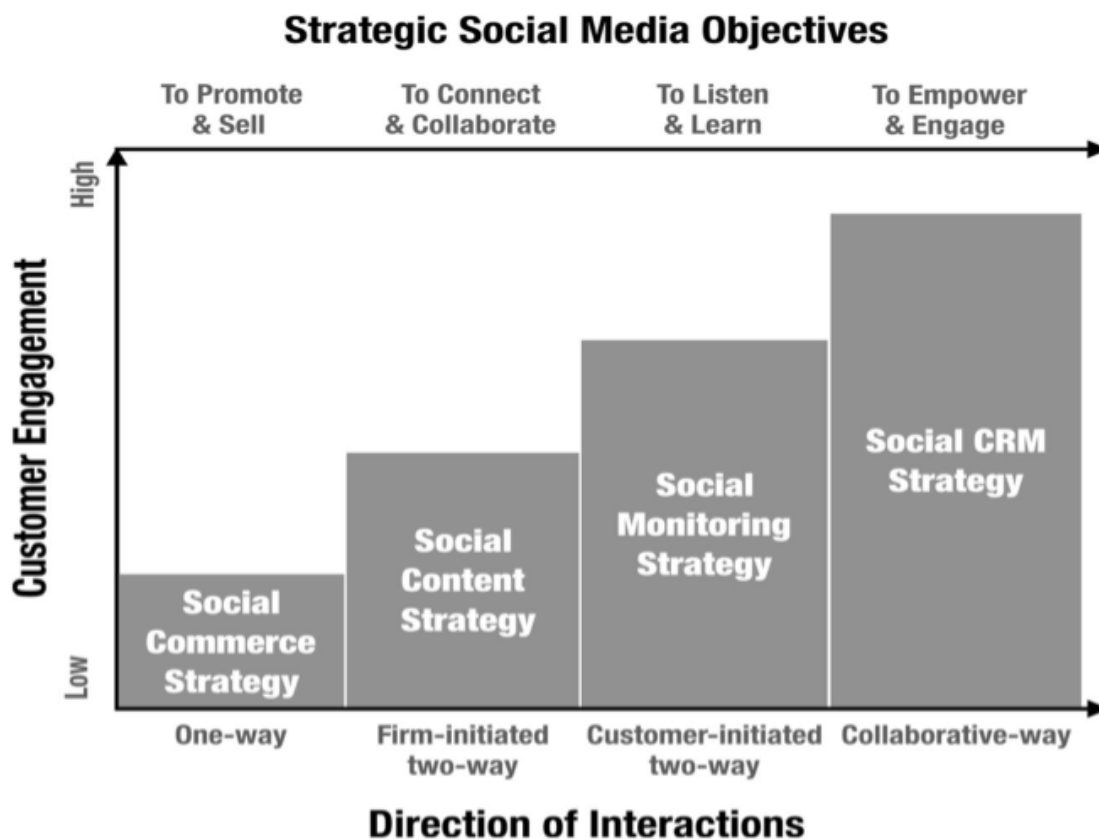 Strategic Social Media Objectives
To Promote
& Sell
To Connect
& Collaborate
To Listen
& Learn
To Empower
& Engage
High
Customer Engagement
Low
Social
Commerce
Strategy
Social
Content
Strategy
Social
Monitoring
Strategy
Social CRM
Strategy
One-way
Firm-initiated
two-way
Customer-initiated
two-way
Collaborative-way
Direction of Interactions